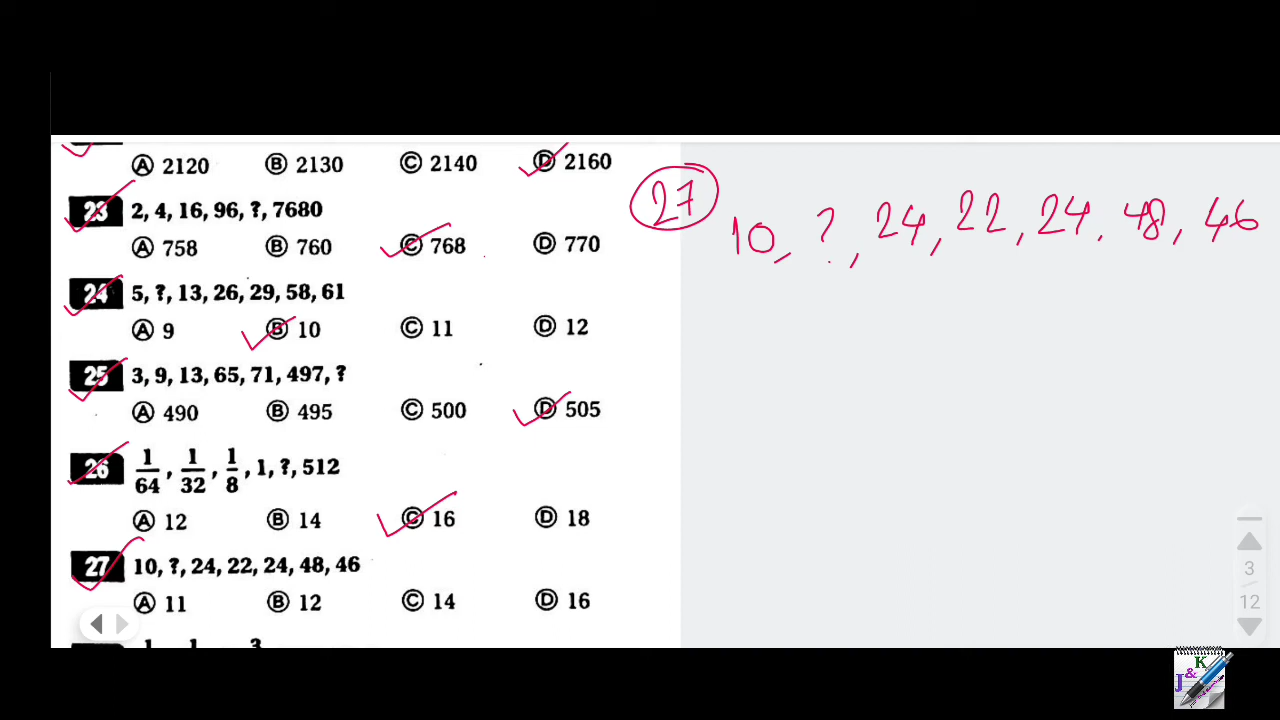 Ⓐ 2120 Ⓑ 2130 Ⓒ 2140 Ⓓ 2160
23 2, 4, 16, 96, ?, 7680
Ⓐ 758 Ⓑ 760 Ⓒ 768 Ⓓ 770
24 5, ?, 13, 26, 29, 58, 61
Ⓐ 9 Ⓑ 10 Ⓒ 11 Ⓓ 12
25 3, 9, 13, 65, 71, 497, ?
Ⓐ 490 Ⓑ 495 Ⓒ 500 Ⓓ 505
26 1/64, 1/32, 1/8, 1, ?, 512
Ⓐ 12 Ⓑ 14 Ⓒ 16 Ⓓ 18
27 10, ?, 24, 22, 24, 48, 46
Ⓐ 11 Ⓑ 12 Ⓒ 14 Ⓓ 16
27 10, ?, 24, 22, 24, 48, 46
3
12
J&K